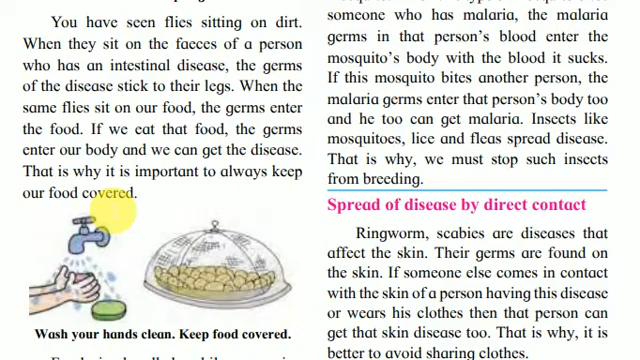 You have seen flies sitting on dirt.
When they sit on the faeces of a person
who has an intestinal disease, the germs
of the disease stick to their legs. When the
same flies sit on our food, the germs enter
the food. If we eat that food, the germs
enter our body and we can get the disease.
That is why it is important to always keep
our food covered.
Wash your hands clean. Keep food covered.
someone who has malaria, the malaria
germs in that person's blood enter the
mosquito's body with the blood it sucks.
If this mosquito bites another person, the
malaria germs enter that person's body too
and he too can get malaria. Insects like
mosquitoes, lice and fleas spread disease.
That is why, we must stop such insects
from breeding.
Spread of disease by direct contact
Ringworm, scabies are diseases that
affect the skin. Their germs are found on
the skin. If someone else comes in contact
with the skin of a person having this disease
or wears his clothes then that person can
get that skin disease too. That is why, it is
better to avoid sharing clothes.